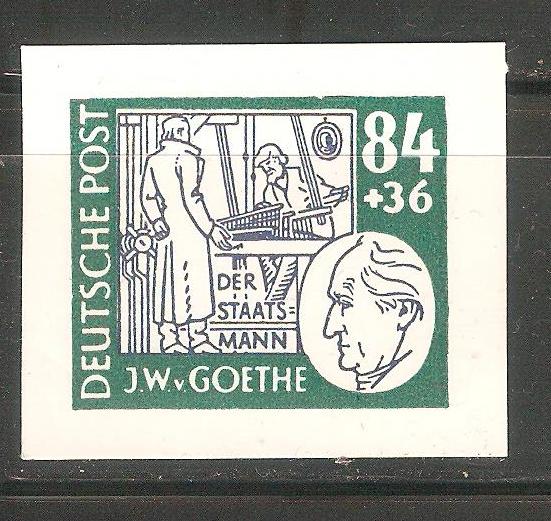 DEUTSCHE POST
84
+36
DER
STAATS=
MANN
J.W.v.GOETHE